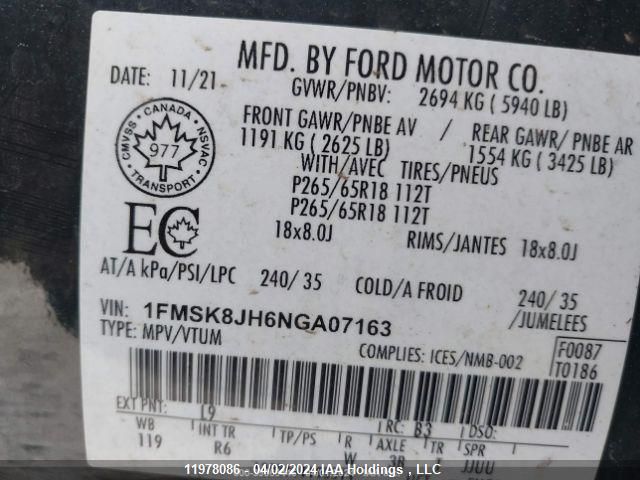 MFD. BY FORD MOTOR CO.
DATE: 11/21
GVWR/PNBV: 2694 KG ( 5940 LB)
FRONT GAWR/PNBE AV / REAR GAWR/ PNBE AR
1191 KG ( 2625 LB) 1554 KG ( 3425 LB)
WITH/AVEC TIRES/PNEUS
P265/65R18 112T
P265/65R18 112T
18x8.0J RIMS/JANTES 18x8.0J
CMVSS • CANADA • NSVAC
977
TRANSPORT
EC
AT/A kPa/PSI/LPC 240/ 35 COLD/A FROID 240/ 35
/JUMELEES
VIN: 1FMSK8JH6NGA07163
TYPE: MPV/VTUM
COMPLIES: ICES/NMB-002
F0087
T0186
EXT PNT: L9 RC: B3 DSO:
WB INT TR TP/PS R AXLE TR SPR
119 R6 W 3R T JJUU
11978086 - 04/02/2024 IAA Holdings , LLC